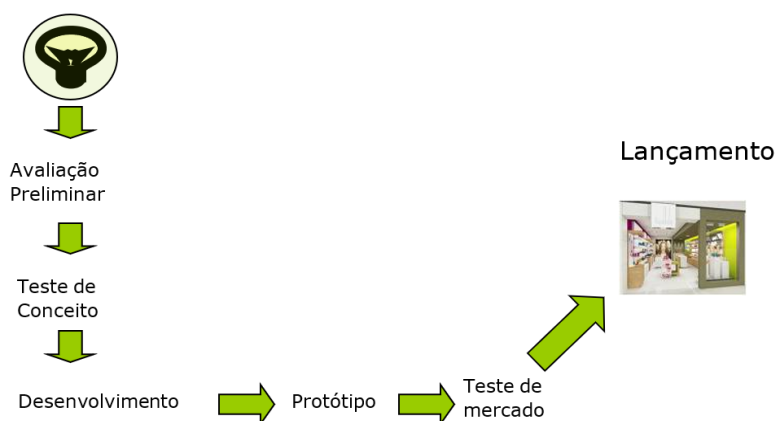 Avaliação
Preliminar
Teste de
Conceito
Desenvolvimento
Protótipo
Teste de
mercado
Lançamento